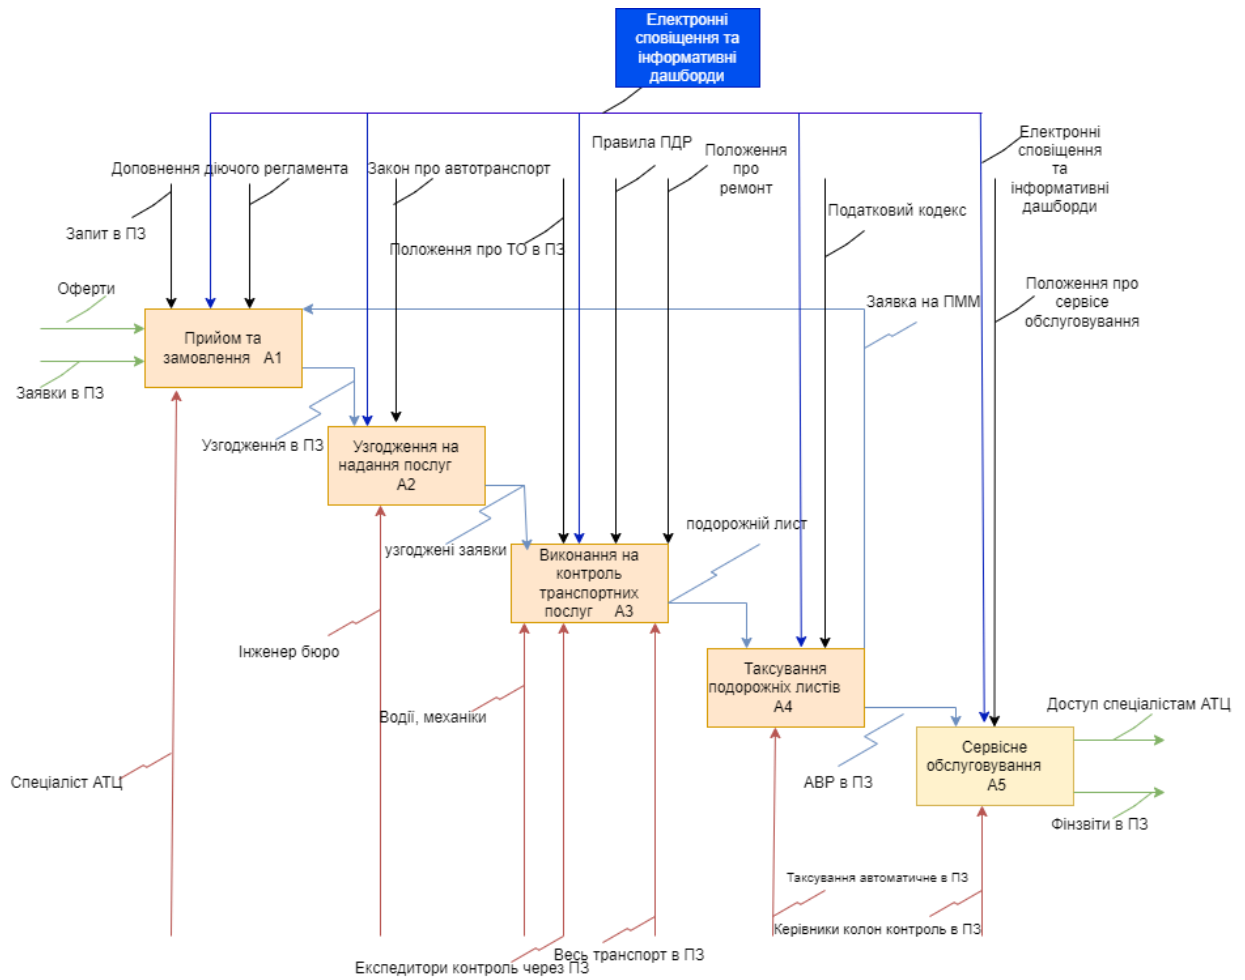 Електронні
сповіщення та
інформативні
дашборди
Електронні
сповіщення
та
інформативні
дашборди
Правила ПДР
Положення
про
ремонт
Доповнення діючого регламента
Закон про автотранспорт
Податковий кодекс
Запит в ПЗ
Положення про ТО в ПЗ
Оферти
Заявка на ПММ
Положення про
сервісе
обслуговування
Прийом та
замовлення А1
Заявки в ПЗ
Узгодження в ПЗ
Узгодження на
надання послуг
А2
узгоджені заявки
подорожній лист
Виконання на
контроль
транспортних
послуг А3
Інженер бюро
Таксування
подорожніх листів
А4
Водії, механіки
Доступ спеціалістам АТЦ
Сервісне
обслуговування
А5
Спеціаліст АТЦ
АВР в ПЗ
Фінзвіти в ПЗ
Таксування автоматичне в ПЗ
Керівники колон контроль в ПЗ
Весь транспорт в ПЗ
Експедитори контроль через ПЗ